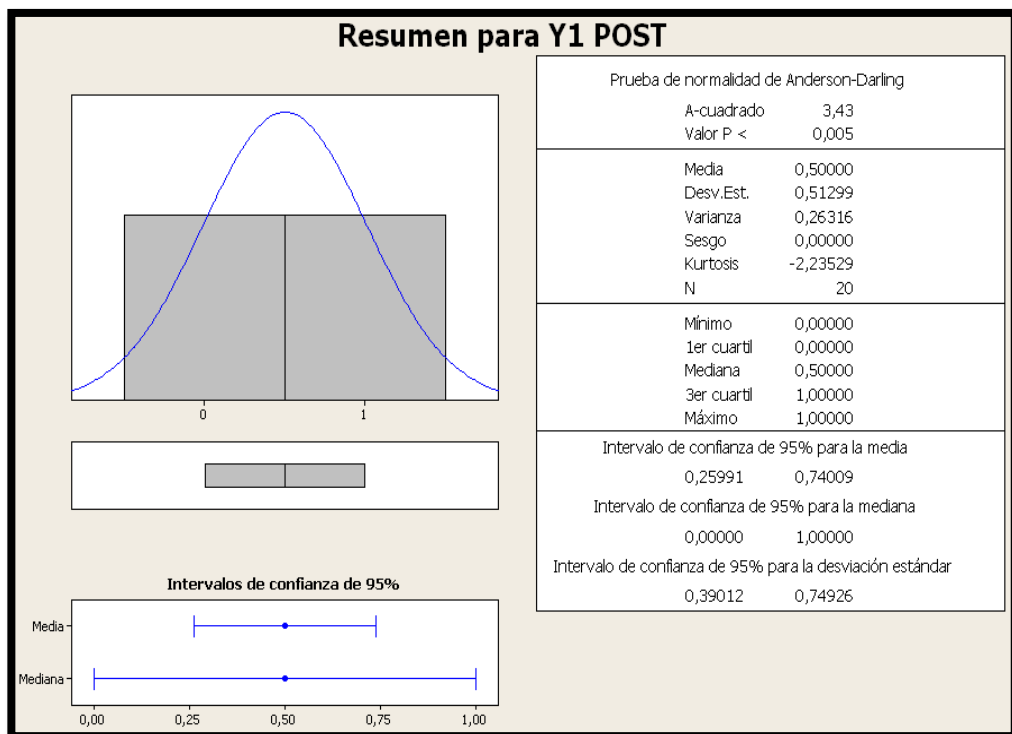 Resumen para Y1 POST
0 1
Intervalos de confianza de 95%
Media
Mediana
0,00 0,25 0,50 0,75 1,00
Prueba de normalidad de Anderson-Darling
A-cuadrado 3,43
Valor P < 0,005
Media 0,50000
Desv.Est. 0,51299
Varianza 0,26316
Sesgo 0,00000
Kurtosis -2,23529
N 20
Mínimo 0,00000
1er cuartil 0,00000
Mediana 0,50000
3er cuartil 1,00000
Máximo 1,00000
Intervalo de confianza de 95% para la media
0,25991 0,74009
Intervalo de confianza de 95% para la mediana
0,00000 1,00000
Intervalo de confianza de 95% para la desviación estándar
0,39012 0,74926